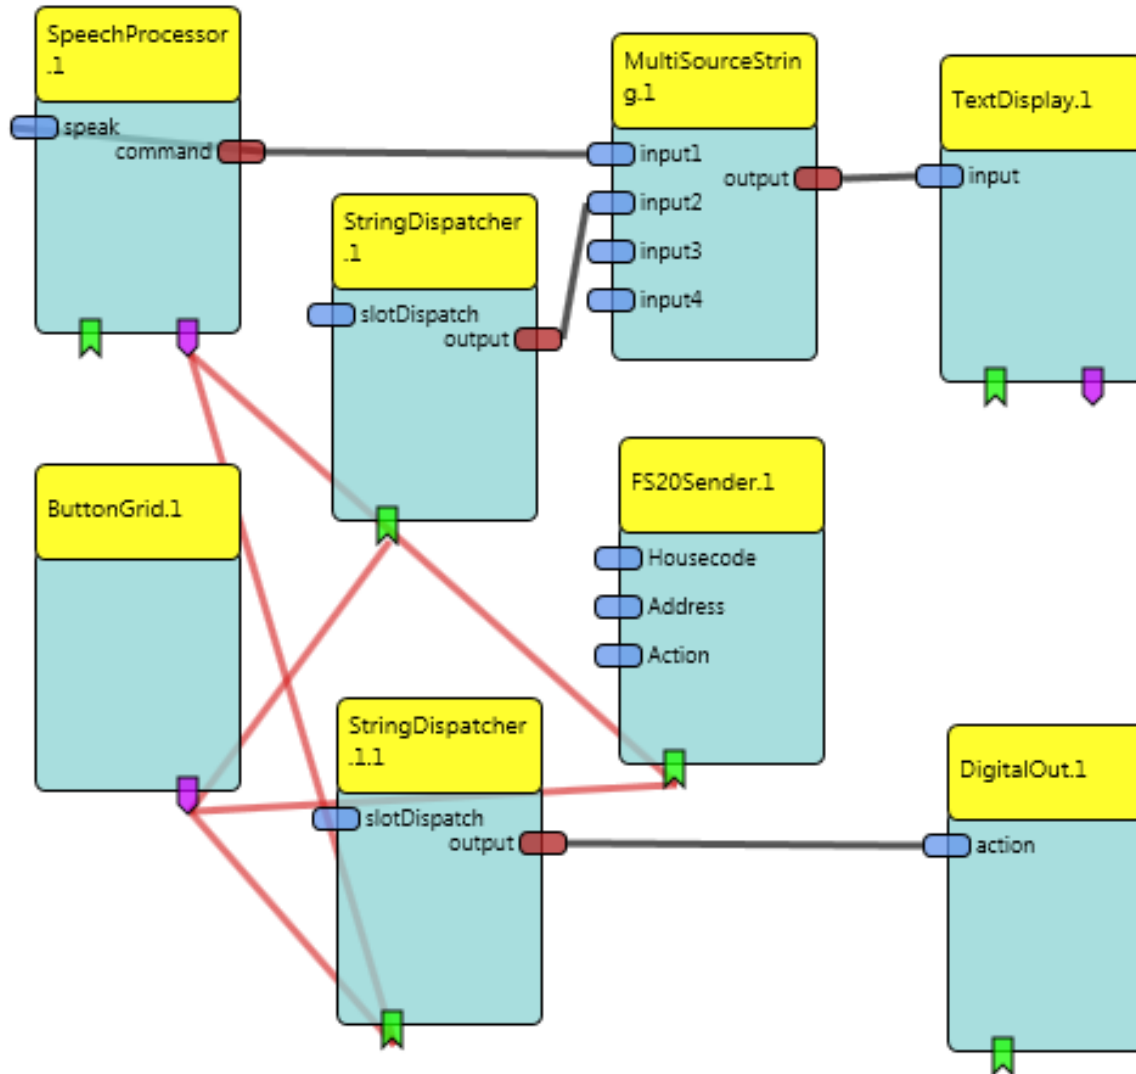 SpeechProcessor
.1
speak
command
MultiSourceStrin
g.1
input1
output
input2
input3
input4
TextDisplay.1
input
StringDispatcher
.1
slotDispatch
output
ButtonGrid.1
FS20Sender.1
Housecode
Address
Action
StringDispatcher
.1.1
slotDispatch
output
DigitalOut.1
action